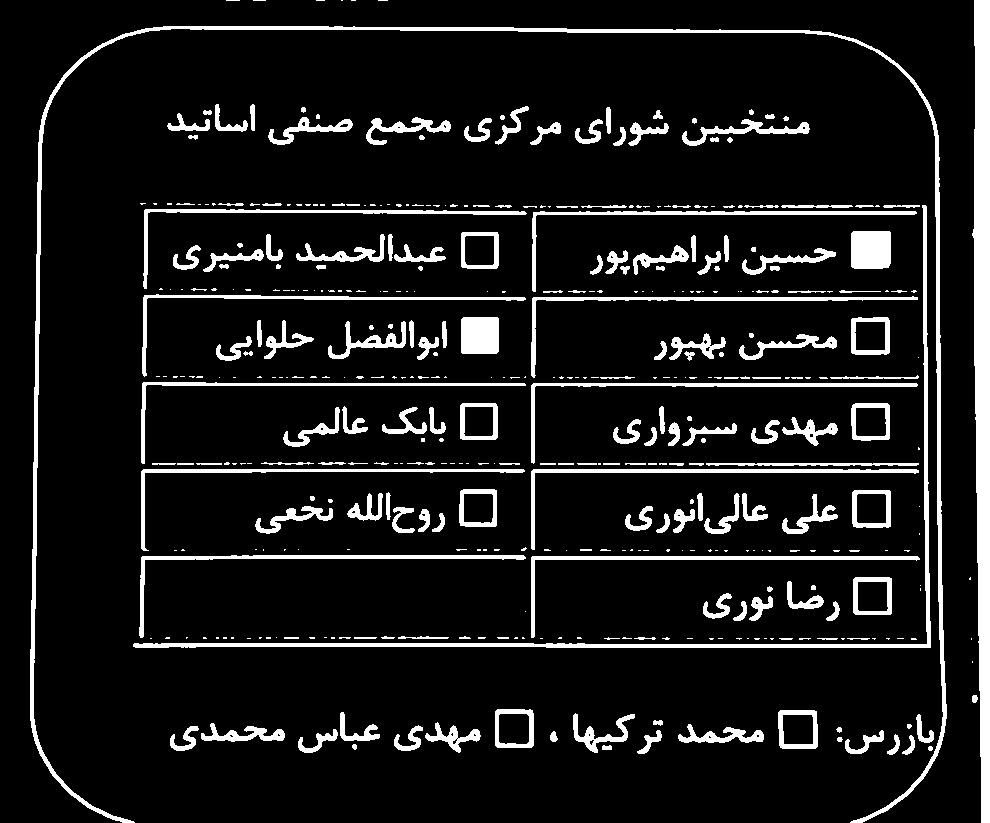 منتخبین شورای مرکزی مجمع صنفی اساتید
■ حسین ابراهیم‌پور □ عبدالحمید بامنیری
□ محسن بهپور ■ ابوالفضل حلوایی
□ مهدی سبزواری □ بابک عالمی
□ علی عالی‌انوری □ روح‌الله نخعی
□ رضا نوری
بازرس: □ محمد ترکیها ، □ مهدی عباس محمدی